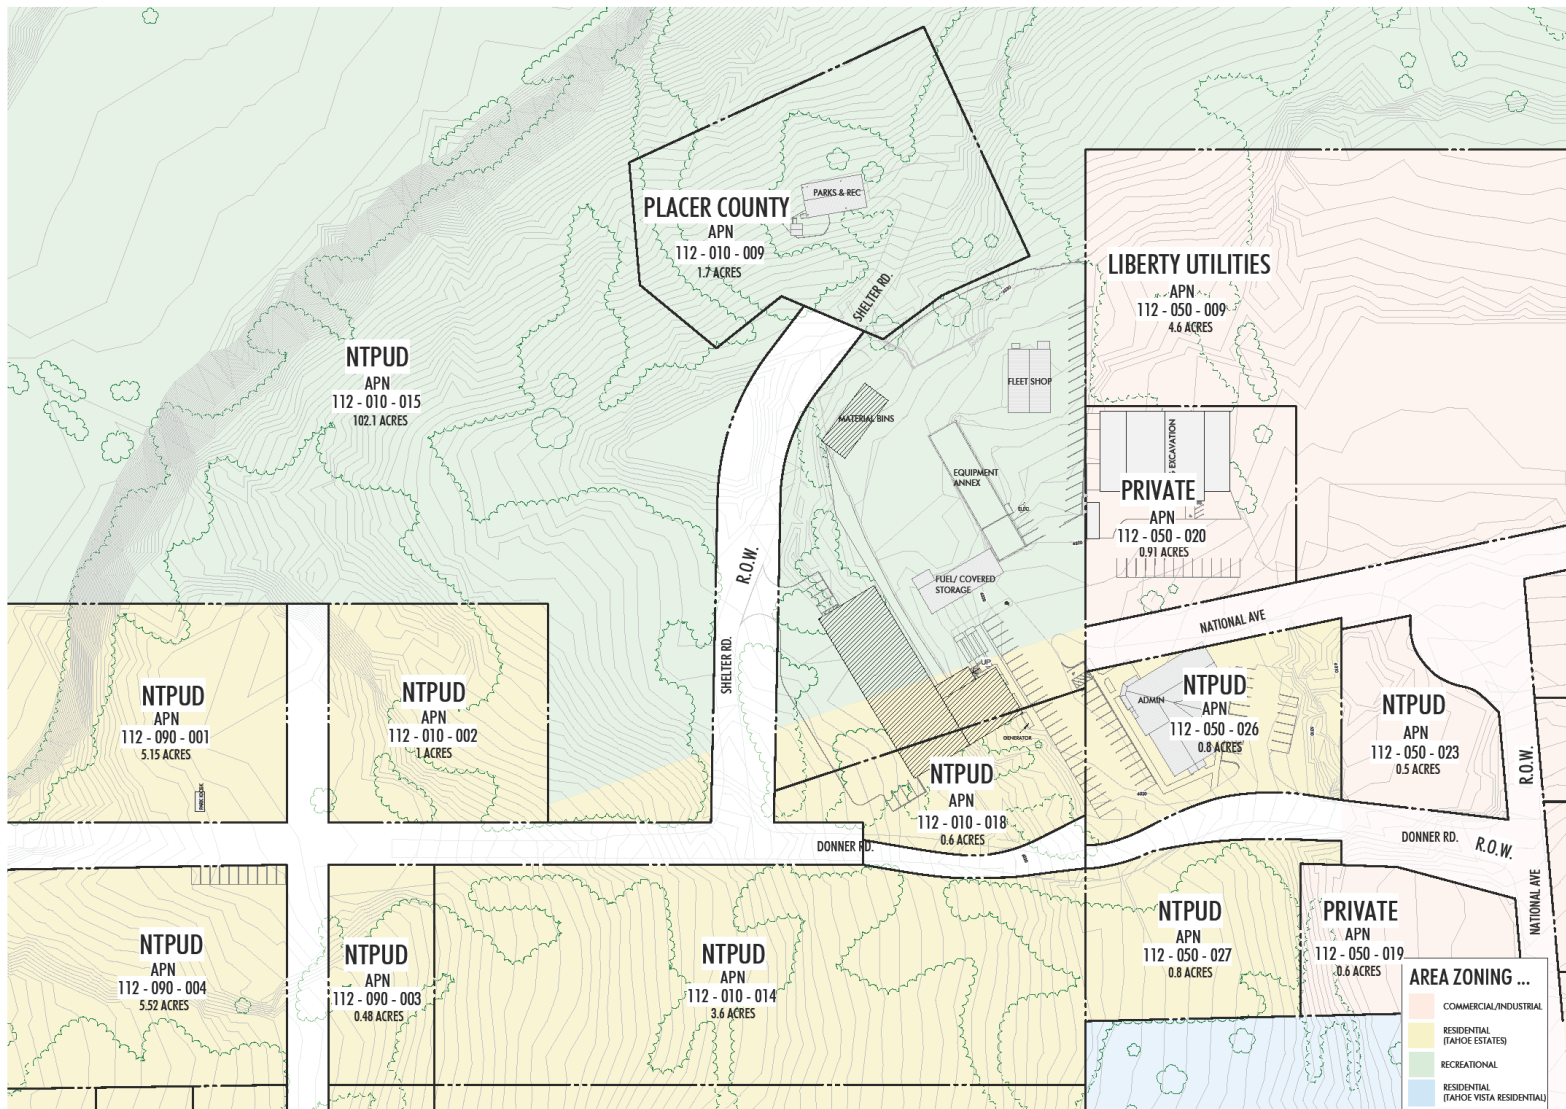 PLACER COUNTY
APN
112 - 010 - 009
1.7 ACRES
PARKS & REC
SHELTER RD.
LIBERTY UTILITIES
APN
112 - 050 - 009
4.6 ACRES
NTPUD
APN
112 - 010 - 015
102.1 ACRES
MATERIAL BINS
FLEET SHOP
EQUIPMENT
ANNEX
EXCAVATION
PRIVATE
APN
112 - 050 - 020
0.91 ACRES
FUEL/ COVERED
STORAGE
R.O.W.
SHELTER RD.
NATIONAL AVE
UP
NTPUD
APN
112 - 090 - 001
5.15 ACRES
NTPUD
APN
112 - 010 - 002
1 ACRES
ADMIN
NTPUD
APN
112 - 050 - 026
0.8 ACRES
NTPUD
APN
112 - 050 - 023
0.5 ACRES
GENERATOR
NTPUD
APN
112 - 010 - 018
0.6 ACRES
R.O.W.
DONNER RD.
DONNER RD.
R.O.W.
NATIONAL AVE
NTPUD
APN
112 - 090 - 004
5.52 ACRES
NTPUD
APN
112 - 090 - 003
0.48 ACRES
NTPUD
APN
112 - 010 - 014
3.6 ACRES
NTPUD
APN
112 - 050 - 027
0.8 ACRES
PRIVATE
APN
112 - 050 - 019
0.6 ACRES
AREA ZONING ...
COMMERCIAL/INDUSTRIAL
RESIDENTIAL
(TAHOE ESTATES)
RECREATIONAL
RESIDENTIAL
(TAHOE VISTA RESIDENTIAL)